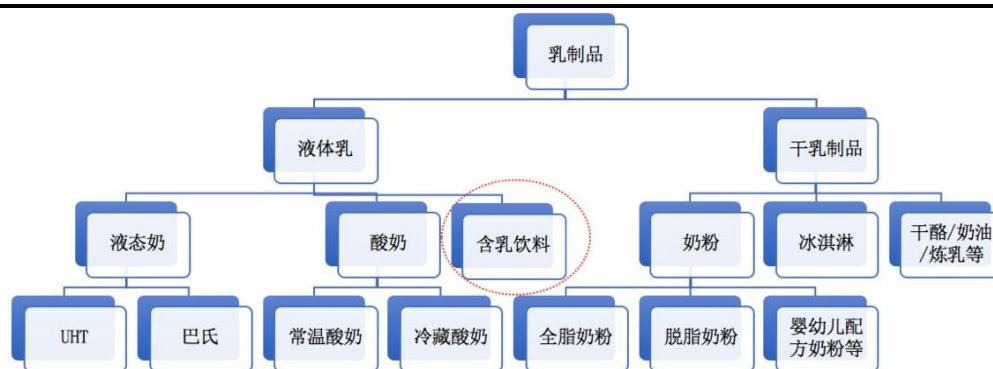 乳制品
液体乳
干乳制品
液态奶
酸奶
含乳饮料
奶粉
冰淇淋
干酪/奶油
/炼乳等
UHT
巴氏
常温酸奶
冷藏酸奶
全脂奶粉
脱脂奶粉
婴幼儿配
方奶粉等